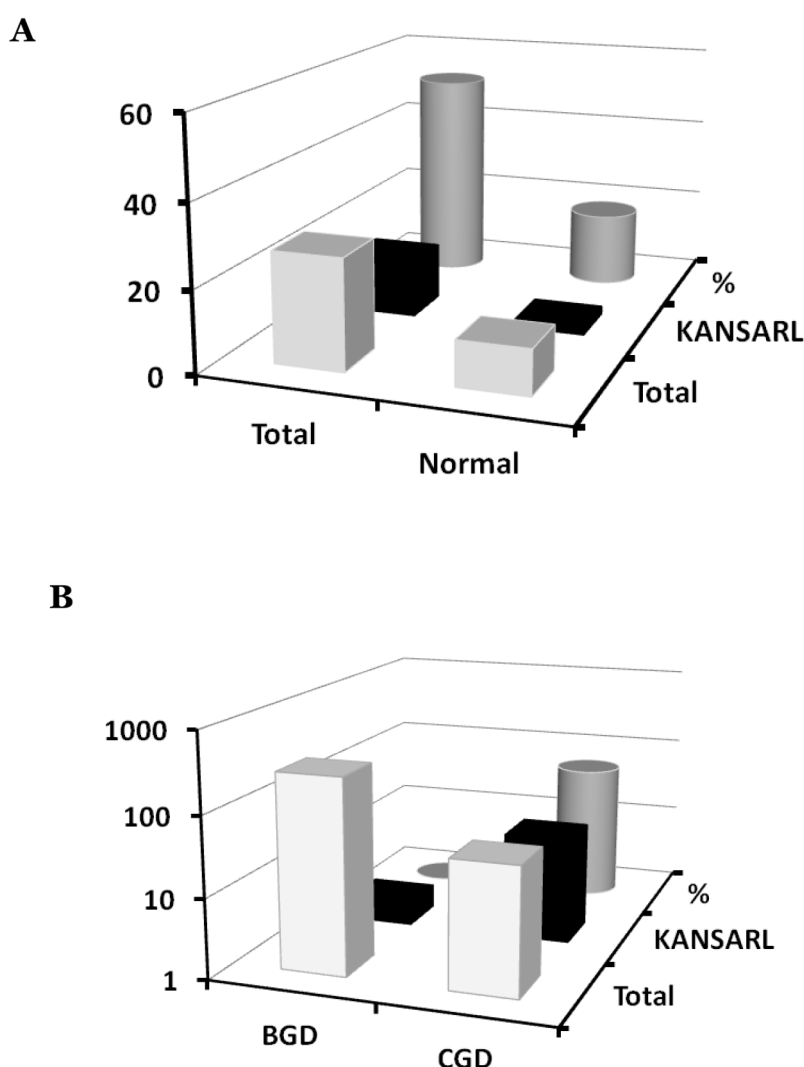 A
60
40
20
0
%
KANSARL
Total
Total
Normal
B
1000
100
10
1
%
KANSARL
Total
BGD
CGD